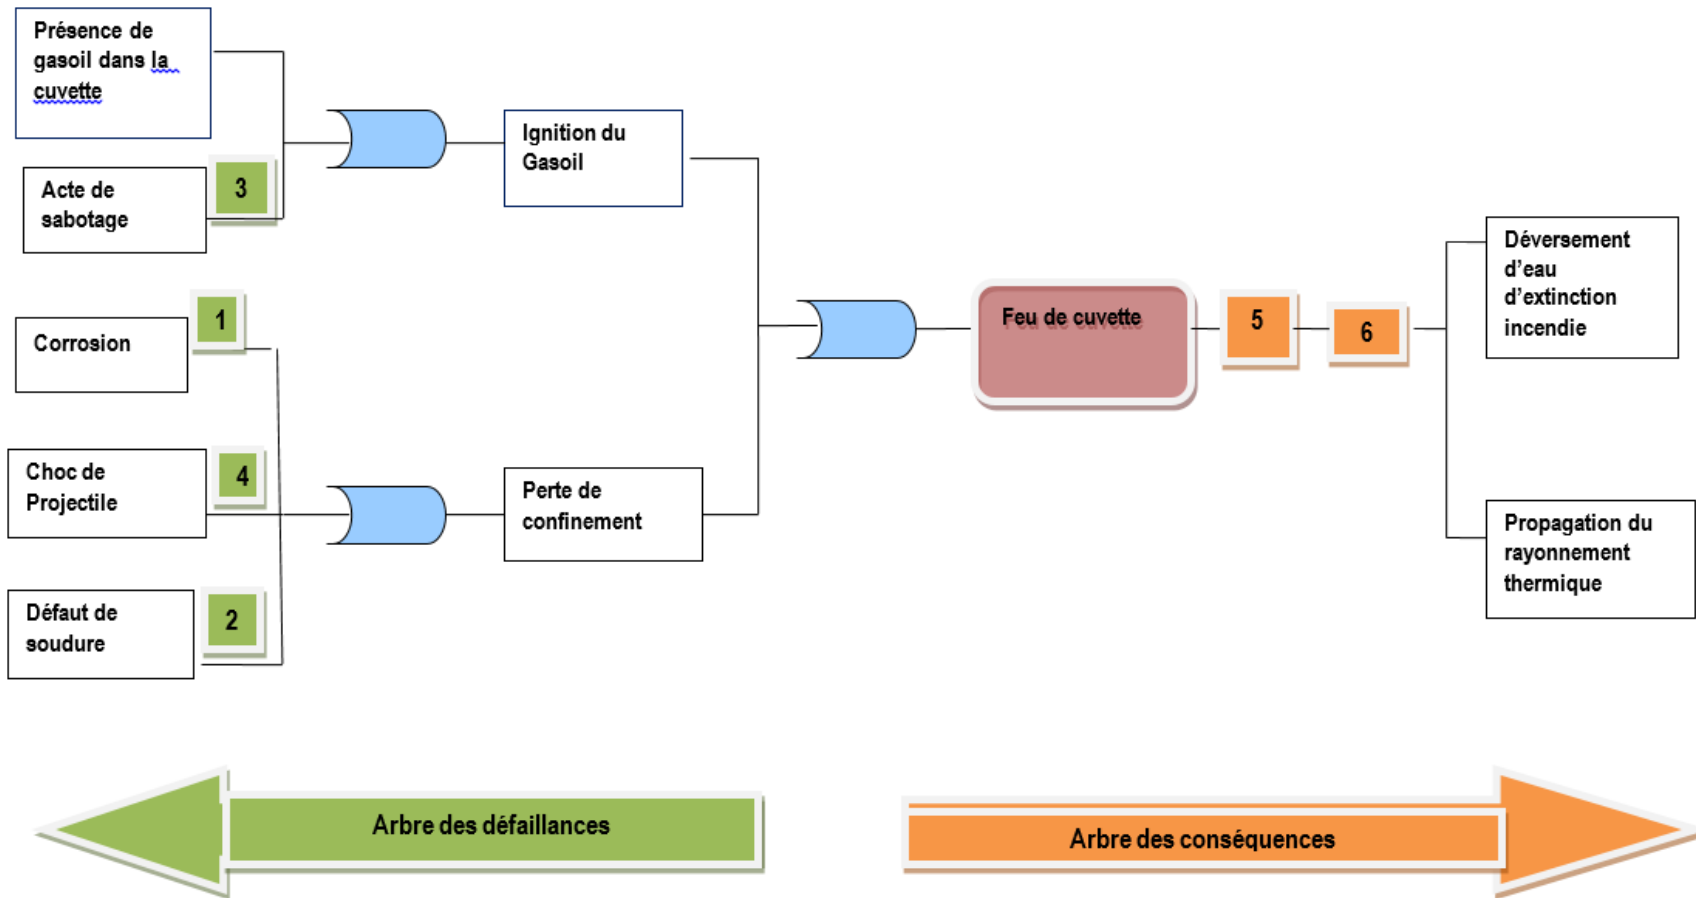 Présence de
gasoil dans la
cuvette
Acte de
sabotage
3
Corrosion
1
Choc de
Projectile
4
Défaut de
soudure
2
Ignition du
Gasoil
Perte de
confinement
Feu de cuvette
5
6
Déversement
d’eau
d’extinction
incendie
Propagation du
rayonnement
thermique
Arbre des défaillances
Arbre des conséquences